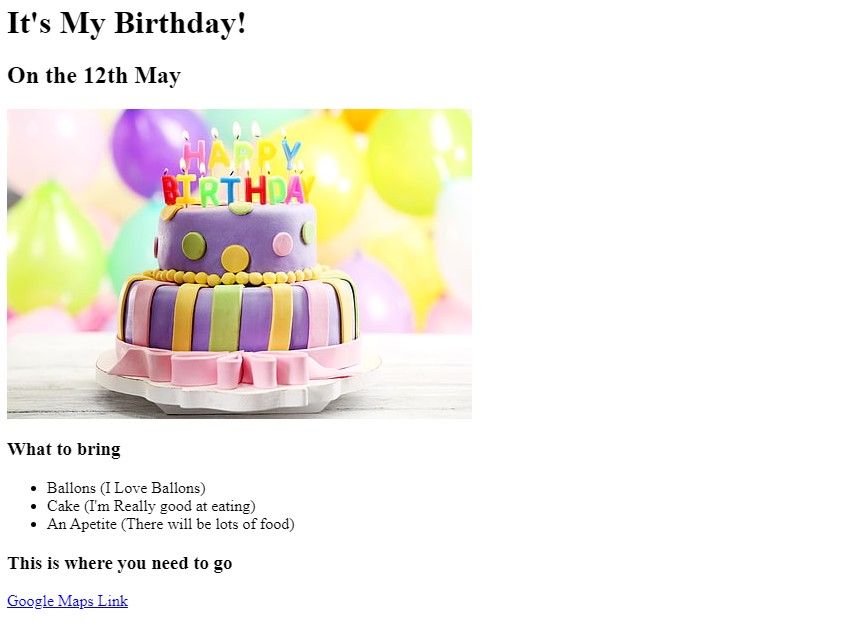 It's My Birthday!
On the 12th May
HAPPY
BIRTHDAY
What to bring
Ballons (I Love Ballons)
Cake (I'm Really good at eating)
An Apetite (There will be lots of food)
This is where you need to go
Google Maps Link